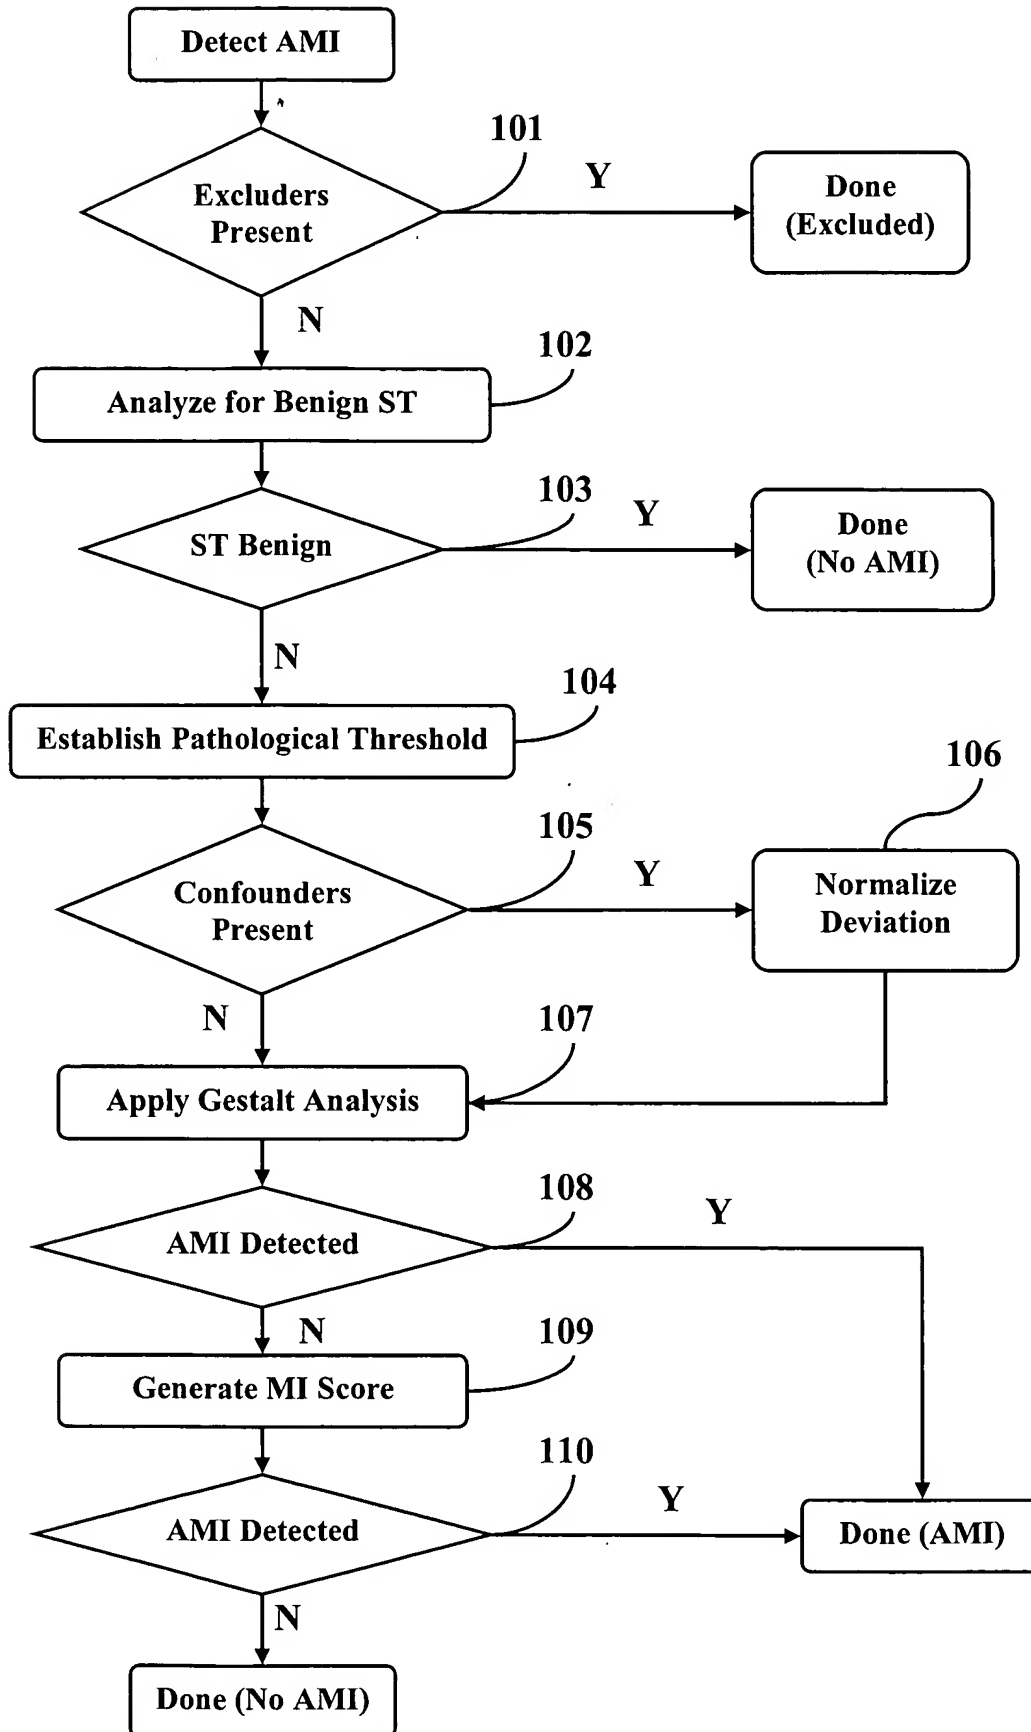 Detect AMI
101
Excluders
Present
Y
Done
(Excluded)
N
102
Analyze for Benign ST
103
ST Benign
Y
Done
(No AMI)
N
104
Establish Pathological Threshold
106
105
Confounders
Present
Y
Normalize
Deviation
N
107
Apply Gestalt Analysis
108
AMI Detected
Y
N
109
Generate MI Score
110
AMI Detected
Y
Done (AMI)
N
Done (No AMI)